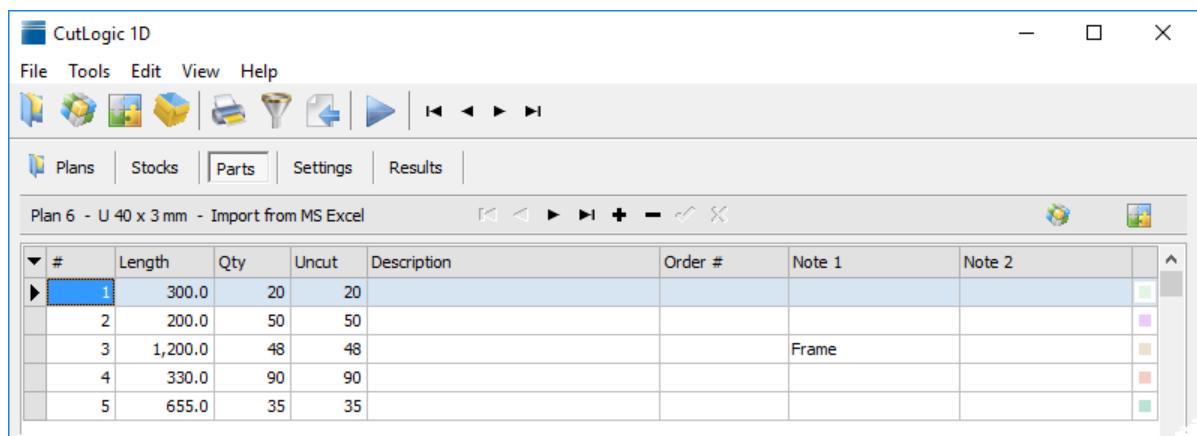 CutLogic 1D
File Tools Edit View Help
Plans Stocks Parts Settings Results
Plan 6 - U 40 x 3 mm - Import from MS Excel
# Length Qty Uncut Description Order # Note 1 Note 2
1 300.0 20 20
2 200.0 50 50
3 1,200.0 48 48 Frame
4 330.0 90 90
5 655.0 35 35